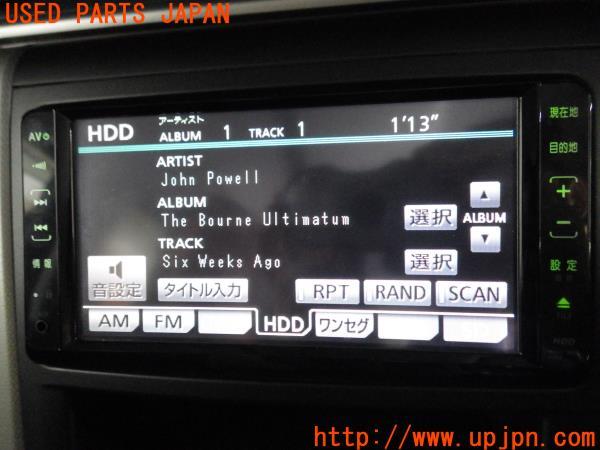 USED PARTS JAPAN
HDD アーティスト ALBUM 1 TRACK 1 1'13"
ARTIST
John Powell
ALBUM
The Bourne Ultimatum 選択 ALBUM
TRACK
Six Weeks Ago 選択
音設定 タイトル入力 RPT RAND SCAN
AM FM HDD ワンセグ
AV
情報
現在地
目的地
+
−
設定
HDD
http://www.upjpn.com/